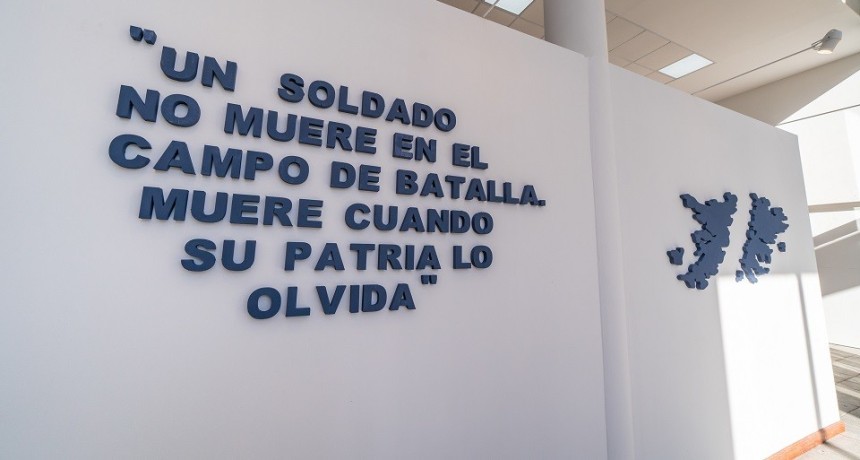 "UN SOLDADO
NO MUERE EN EL
CAMPO DE BATALLA.
MUERE CUANDO
SU PATRIA LO
OLVIDA"